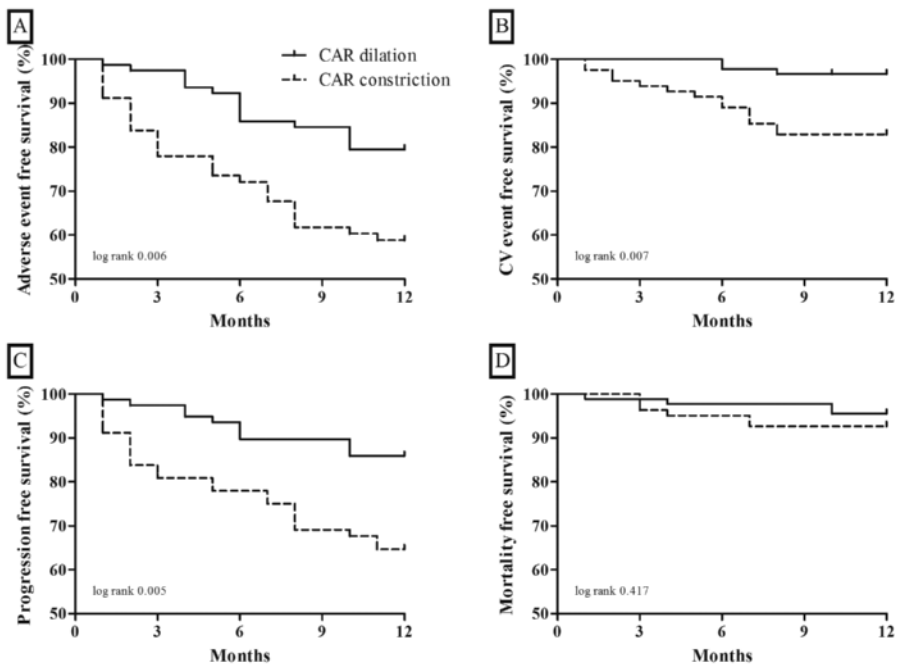 A
Adverse event free survival (%)
100
90
80
70
60
50
CAR dilation
CAR constriction
log rank 0.006
0 3 6 9 12
Months
B
CV event free survival (%)
100
90
80
70
60
50
log rank 0.007
0 3 6 9 12
Months
C
Progression free survival (%)
100
90
80
70
60
50
log rank 0.005
0 3 6 9 12
Months
D
Mortality free survival (%)
100
90
80
70
60
50
log rank 0.417
0 3 6 9 12
Months